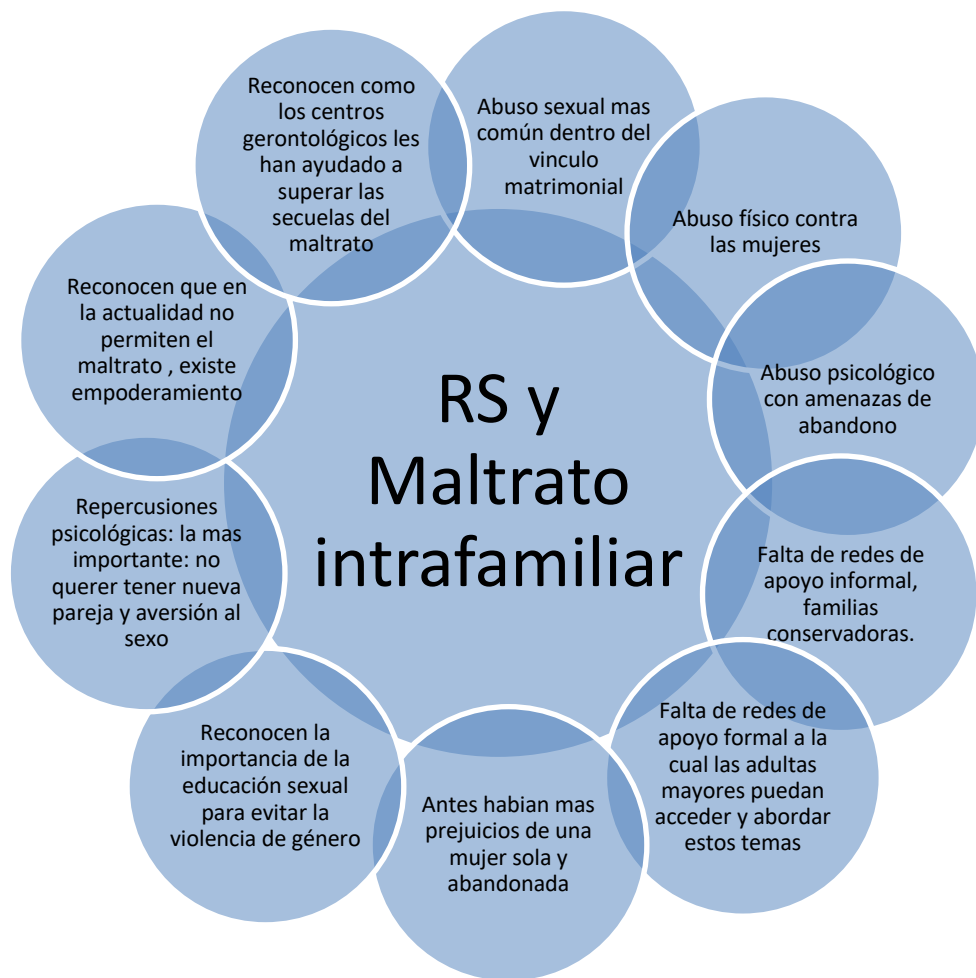 RS y
Maltrato
intrafamiliar
Abuso sexual mas
común dentro del
vinculo
matrimonial
Abuso físico contra
las mujeres
Abuso psicológico
con amenazas de
abandono
Falta de redes de
apoyo informal,
familias
conservadoras.
Falta de redes de
apoyo formal a la
cual las adultas
mayores puedan
acceder y abordar
estos temas
Antes habian mas
prejuicios de una
mujer sola y
abandonada
Reconocen la
importancia de la
educación sexual
para evitar la
violencia de género
Repercusiones
psicológicas: la mas
importante: no
querer tener nueva
pareja y aversión al
sexo
Reconocen que en
la actualidad no
permiten el
maltrato , existe
empoderamiento
Reconocen como
los centros
gerontológicos les
han ayudado a
superar las
secuelas del
maltrato